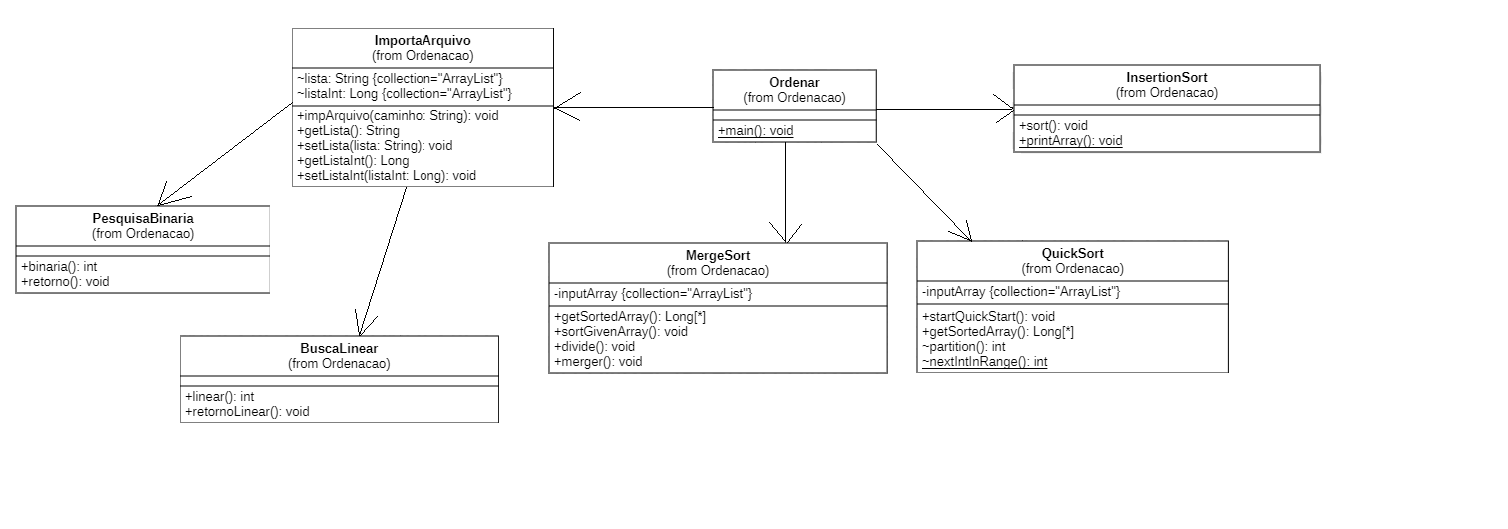 ImportaArquivo
(from Ordenacao)
~lista: String {collection="ArrayList"}
~listaInt: Long {collection="ArrayList"}
+impArquivo(caminho: String): void
+getLista(): String
+setLista(lista: String): void
+getListaInt(): Long
+setListaInt(listaInt: Long): void
Ordenar
(from Ordenacao)
+main(): void
InsertionSort
(from Ordenacao)
+sort(): void
+printArray(): void
PesquisaBinaria
(from Ordenacao)
+binaria(): int
+retorno(): void
BuscaLinear
(from Ordenacao)
+linear(): int
+retornoLinear(): void
MergeSort
(from Ordenacao)
-inputArray {collection="ArrayList"}
+getSortedArray(): Long[*]
+sortGivenArray(): void
+divide(): void
+merger(): void
QuickSort
(from Ordenacao)
-inputArray {collection="ArrayList"}
+startQuickStart(): void
+getSortedArray(): Long[*]
~partition(): int
~nextIntInRange(): int